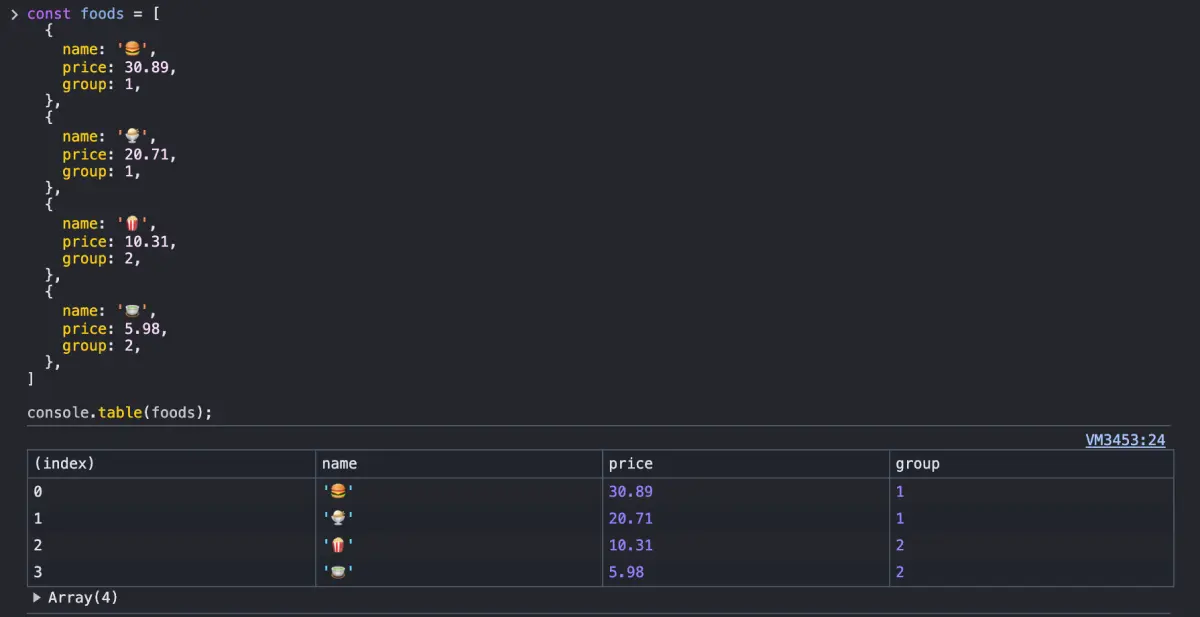 > const foods = [
{
name: '🍔',
price: 30.89,
group: 1,
},
{
name: '🍨',
price: 20.71,
group: 1,
},
{
name: '🍿',
price: 10.31,
group: 2,
},
{
name: '🍵',
price: 5.98,
group: 2,
},
]
console.table(foods);
VM3453:24
(index) name price group
0 '🍔' 30.89 1
1 '🍨' 20.71 1
2 '🍿' 10.31 2
3 '🍵' 5.98 2
▶ Array(4)